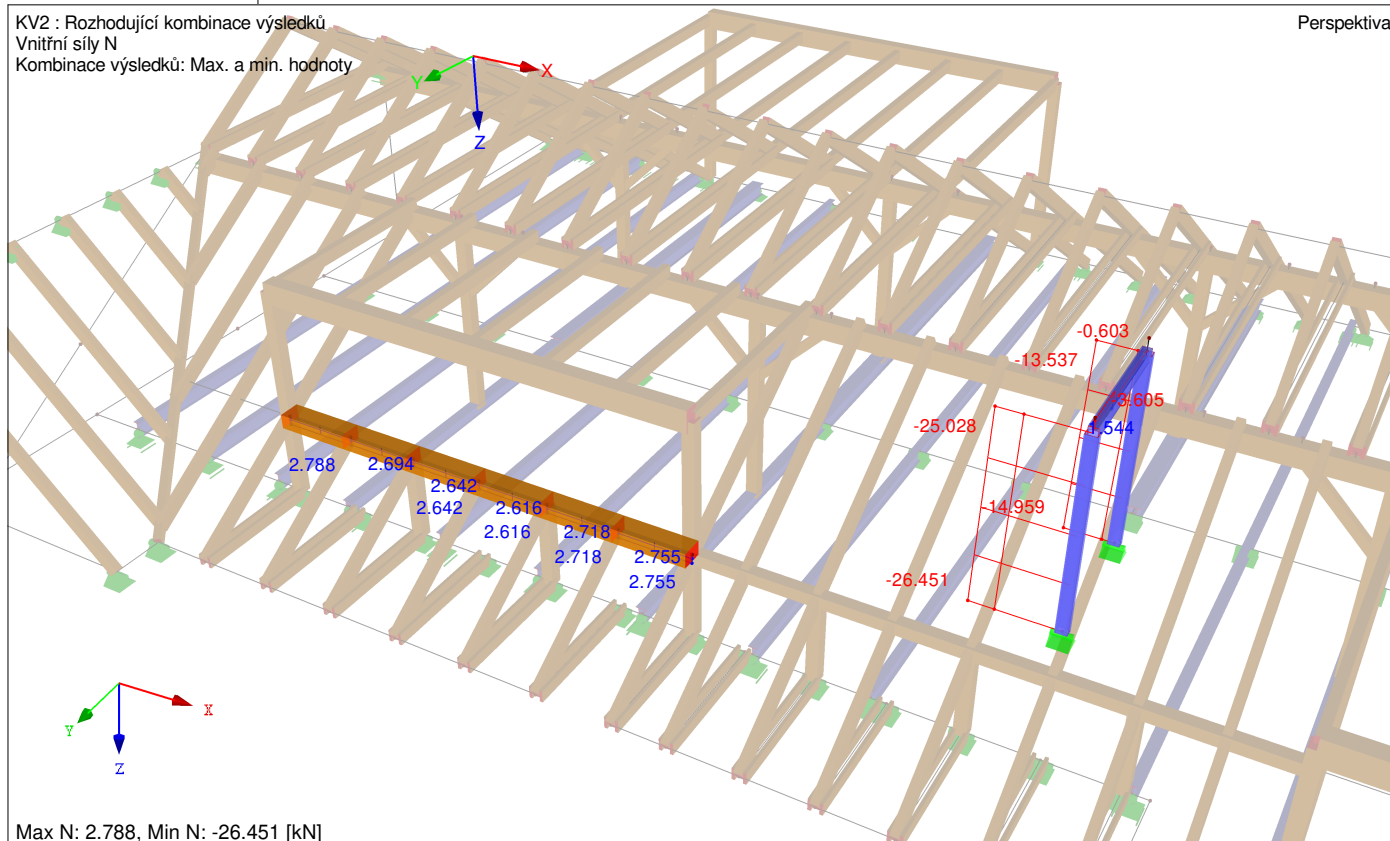 KV2 : Rozhodující kombinace výsledků
Perspektiva
Vnitřní síly N
Kombinace výsledků: Max. a min. hodnoty
Y
X
Z
-0.603
-13.537
-3.605
1.544
-25.028
2.788
2.694
2.642
2.642
2.616
2.616
2.718
2.718
2.755
2.755
-14.959
-26.451
X
Y
Z
Max N: 2.788, Min N: -26.451 [kN]